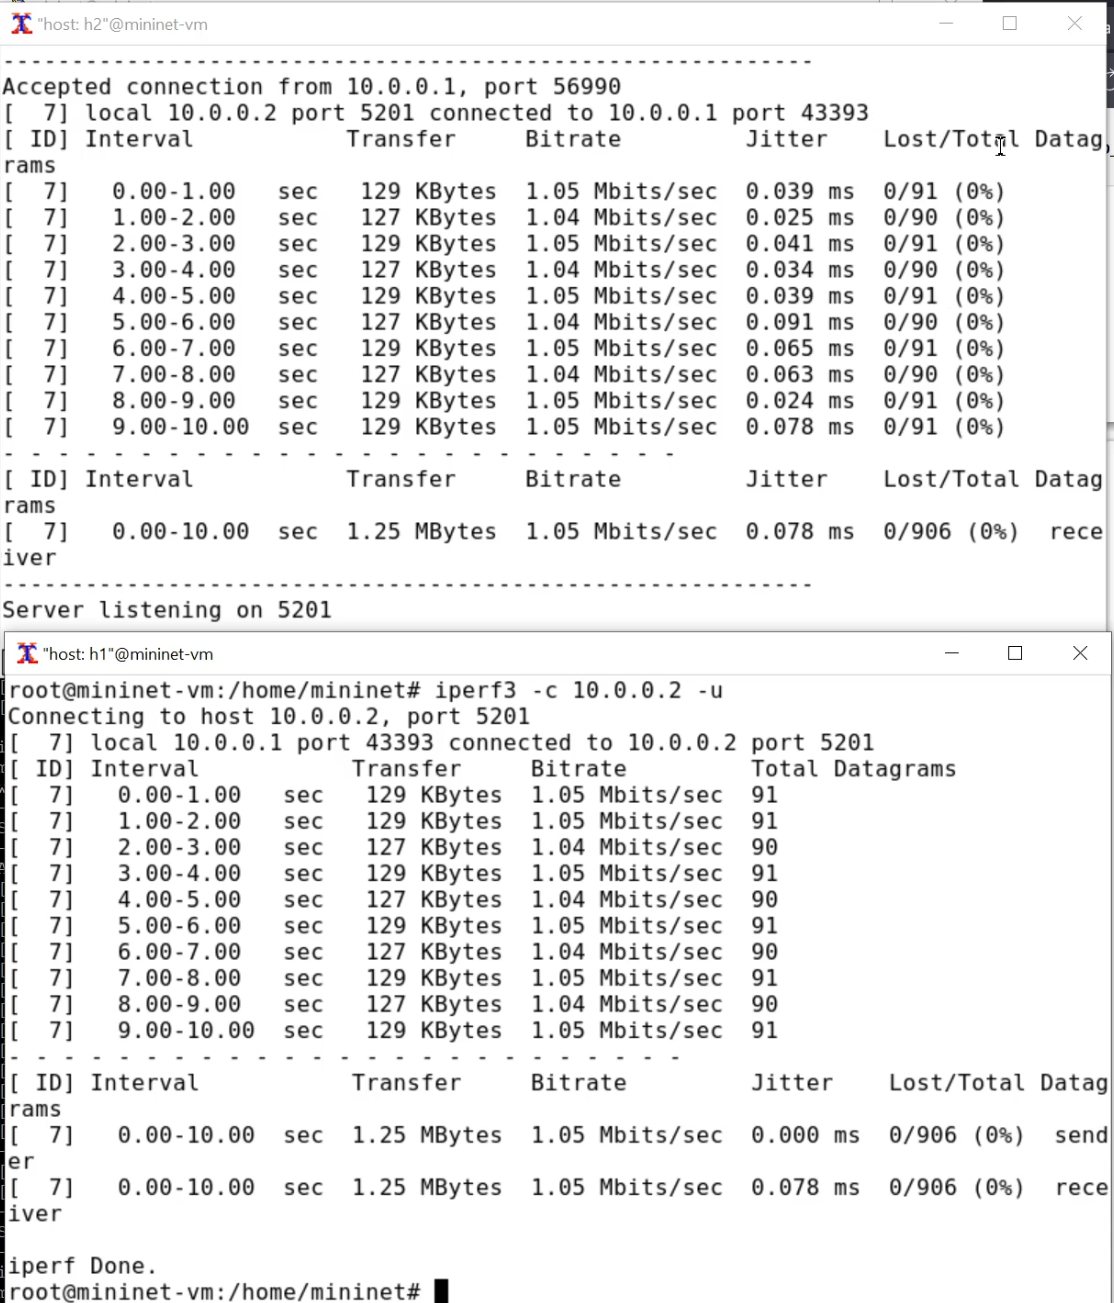 "host: h2"@mininet-vm
-----------------------------------------------------------
Accepted connection from 10.0.0.1, port 56990
[  7] local 10.0.0.2 port 5201 connected to 10.0.0.1 port 43393
[ ID] Interval           Transfer     Bitrate         Jitter    Lost/Total Datag
rams
[  7]   0.00-1.00   sec   129 KBytes  1.05 Mbits/sec  0.039 ms  0/91 (0%)
[  7]   1.00-2.00   sec   127 KBytes  1.04 Mbits/sec  0.025 ms  0/90 (0%)
[  7]   2.00-3.00   sec   129 KBytes  1.05 Mbits/sec  0.041 ms  0/91 (0%)
[  7]   3.00-4.00   sec   127 KBytes  1.04 Mbits/sec  0.034 ms  0/90 (0%)
[  7]   4.00-5.00   sec   129 KBytes  1.05 Mbits/sec  0.039 ms  0/91 (0%)
[  7]   5.00-6.00   sec   127 KBytes  1.04 Mbits/sec  0.091 ms  0/90 (0%)
[  7]   6.00-7.00   sec   129 KBytes  1.05 Mbits/sec  0.065 ms  0/91 (0%)
[  7]   7.00-8.00   sec   127 KBytes  1.04 Mbits/sec  0.063 ms  0/90 (0%)
[  7]   8.00-9.00   sec   129 KBytes  1.05 Mbits/sec  0.024 ms  0/91 (0%)
[  7]   9.00-10.00  sec   129 KBytes  1.05 Mbits/sec  0.078 ms  0/91 (0%)
- - - - - - - - - - - - - - - - - - - - - - - - -
[ ID] Interval           Transfer     Bitrate         Jitter    Lost/Total Datag
rams
[  7]   0.00-10.00  sec  1.25 MBytes  1.05 Mbits/sec  0.078 ms  0/906 (0%)  rece
iver
-----------------------------------------------------------
Server listening on 5201
"host: h1"@mininet-vm
root@mininet-vm:/home/mininet# iperf3 -c 10.0.0.2 -u
Connecting to host 10.0.0.2, port 5201
[  7] local 10.0.0.1 port 43393 connected to 10.0.0.2 port 5201
[ ID] Interval           Transfer     Bitrate         Total Datagrams
[  7]   0.00-1.00   sec   129 KBytes  1.05 Mbits/sec  91
[  7]   1.00-2.00   sec   129 KBytes  1.05 Mbits/sec  91
[  7]   2.00-3.00   sec   127 KBytes  1.04 Mbits/sec  90
[  7]   3.00-4.00   sec   129 KBytes  1.05 Mbits/sec  91
[  7]   4.00-5.00   sec   127 KBytes  1.04 Mbits/sec  90
[  7]   5.00-6.00   sec   129 KBytes  1.05 Mbits/sec  91
[  7]   6.00-7.00   sec   127 KBytes  1.04 Mbits/sec  90
[  7]   7.00-8.00   sec   129 KBytes  1.05 Mbits/sec  91
[  7]   8.00-9.00   sec   127 KBytes  1.04 Mbits/sec  90
[  7]   9.00-10.00  sec   129 KBytes  1.05 Mbits/sec  91
- - - - - - - - - - - - - - - - - - - - - - - - -
[ ID] Interval           Transfer     Bitrate         Jitter    Lost/Total Datag
rams
[  7]   0.00-10.00  sec  1.25 MBytes  1.05 Mbits/sec  0.000 ms  0/906 (0%)  send
er
[  7]   0.00-10.00  sec  1.25 MBytes  1.05 Mbits/sec  0.078 ms  0/906 (0%)  rece
iver
iperf Done.
root@mininet-vm:/home/mininet#